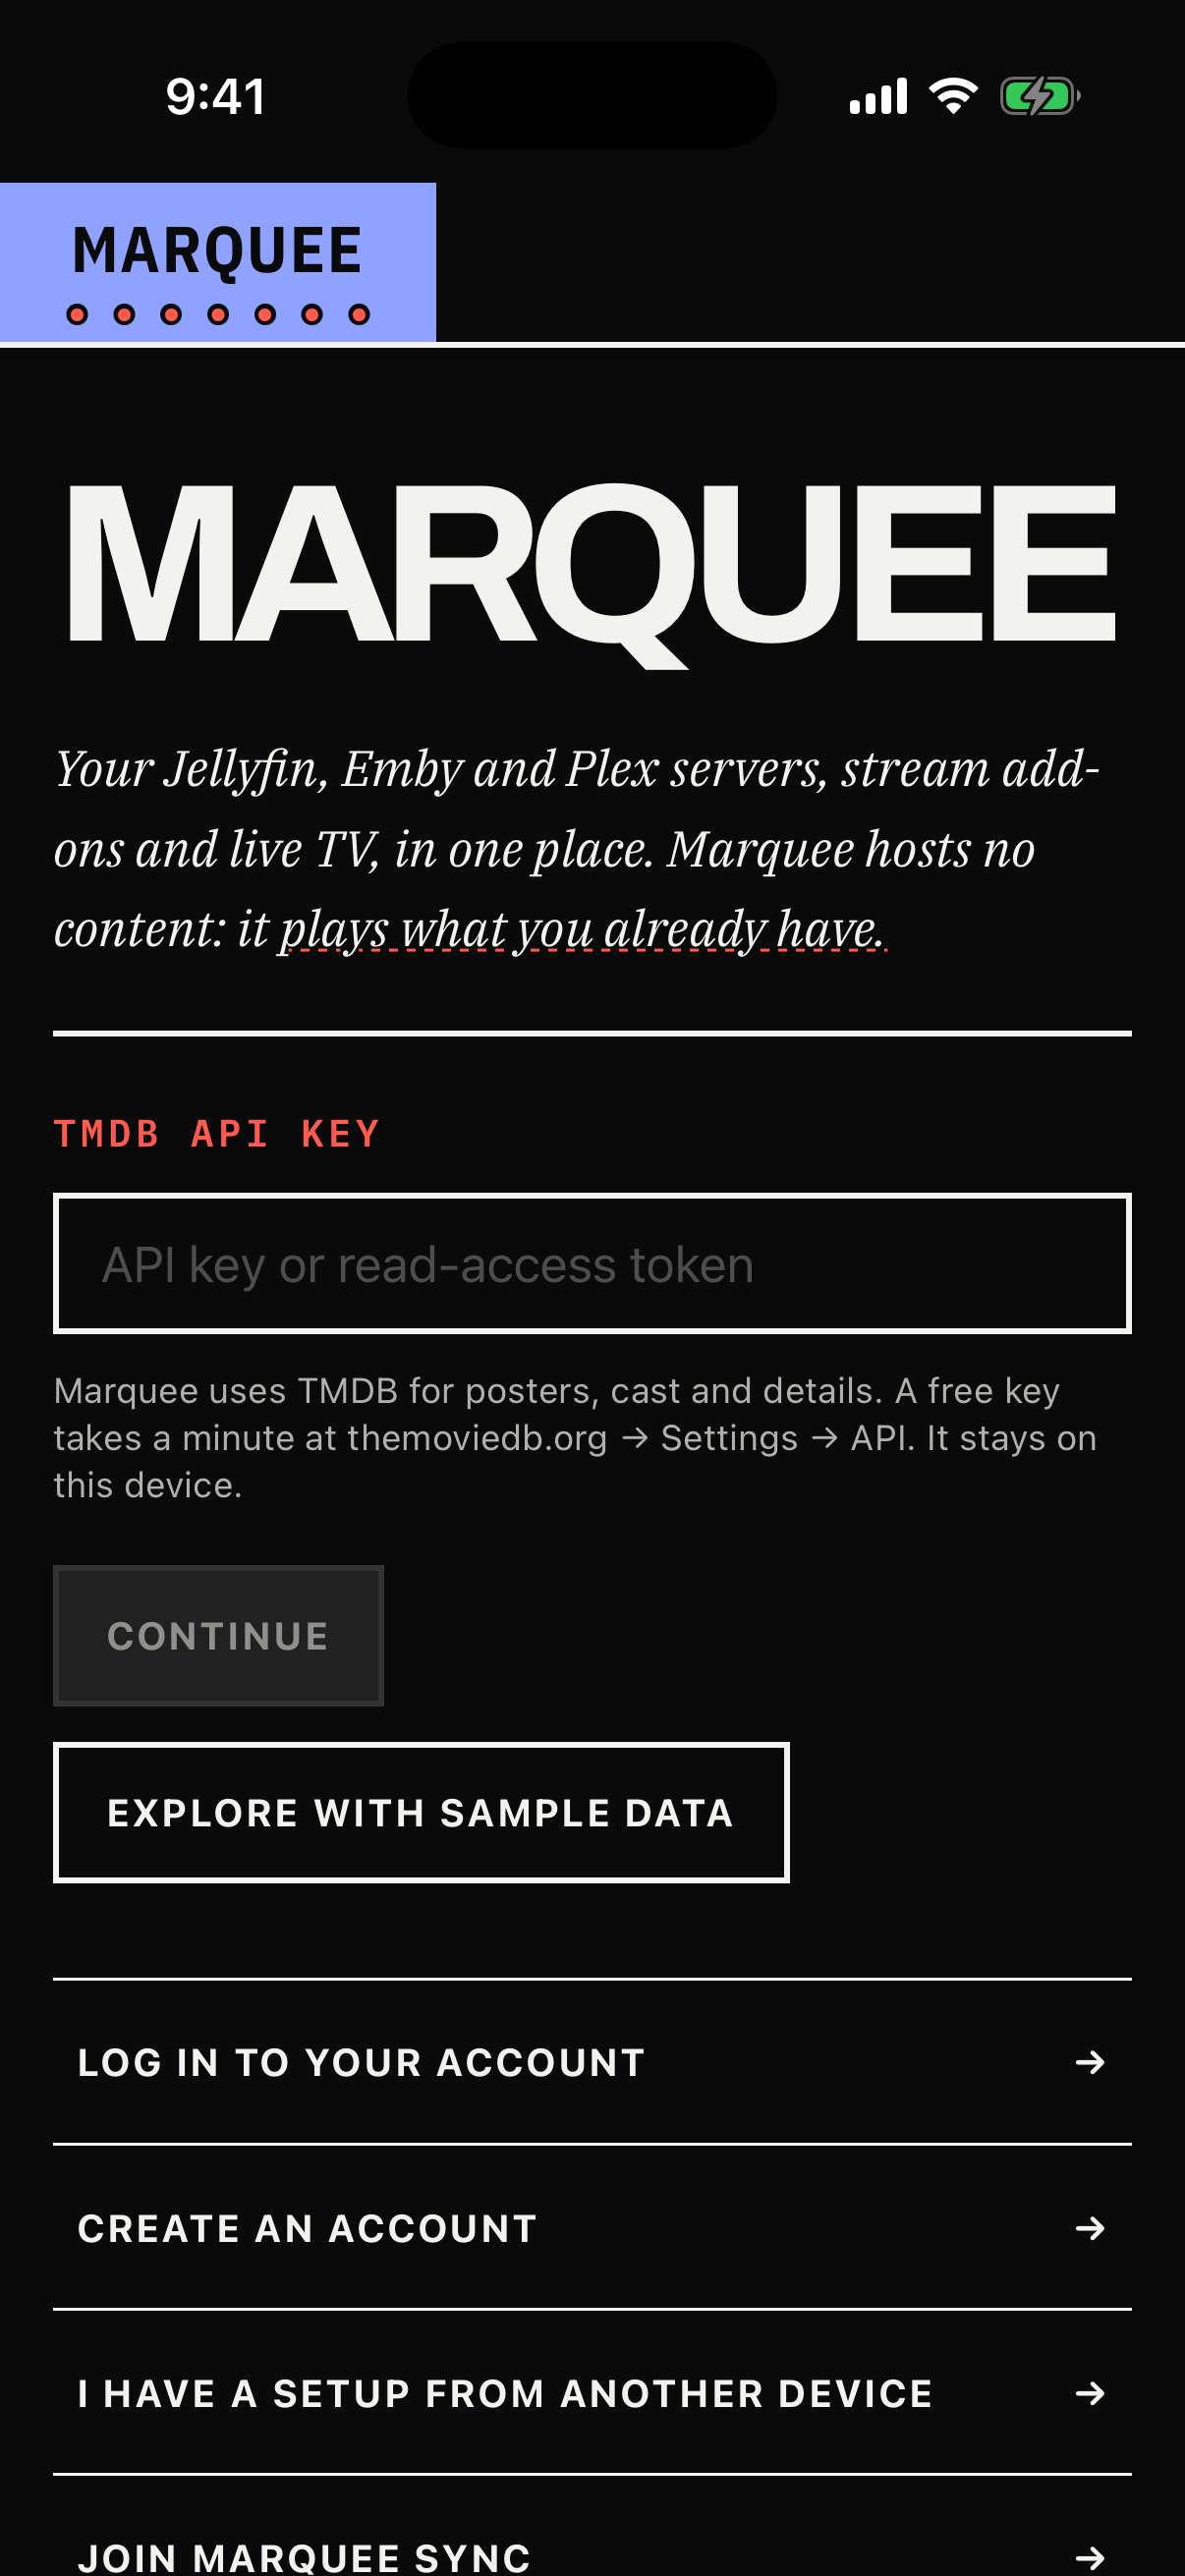 9:41
MARQUEE
MARQUEE
Your Jellyfin, Emby and Plex servers, stream add-
ons and live TV, in one place. Marquee hosts no
content: it plays what you already have.
TMDB API KEY
API key or read-access token
Marquee uses TMDB for posters, cast and details. A free key
takes a minute at themoviedb.org → Settings → API. It stays on
this device.
CONTINUE
EXPLORE WITH SAMPLE DATA
LOG IN TO YOUR ACCOUNT →
CREATE AN ACCOUNT →
I HAVE A SETUP FROM ANOTHER DEVICE →
JOIN MARQUEE SYNC →